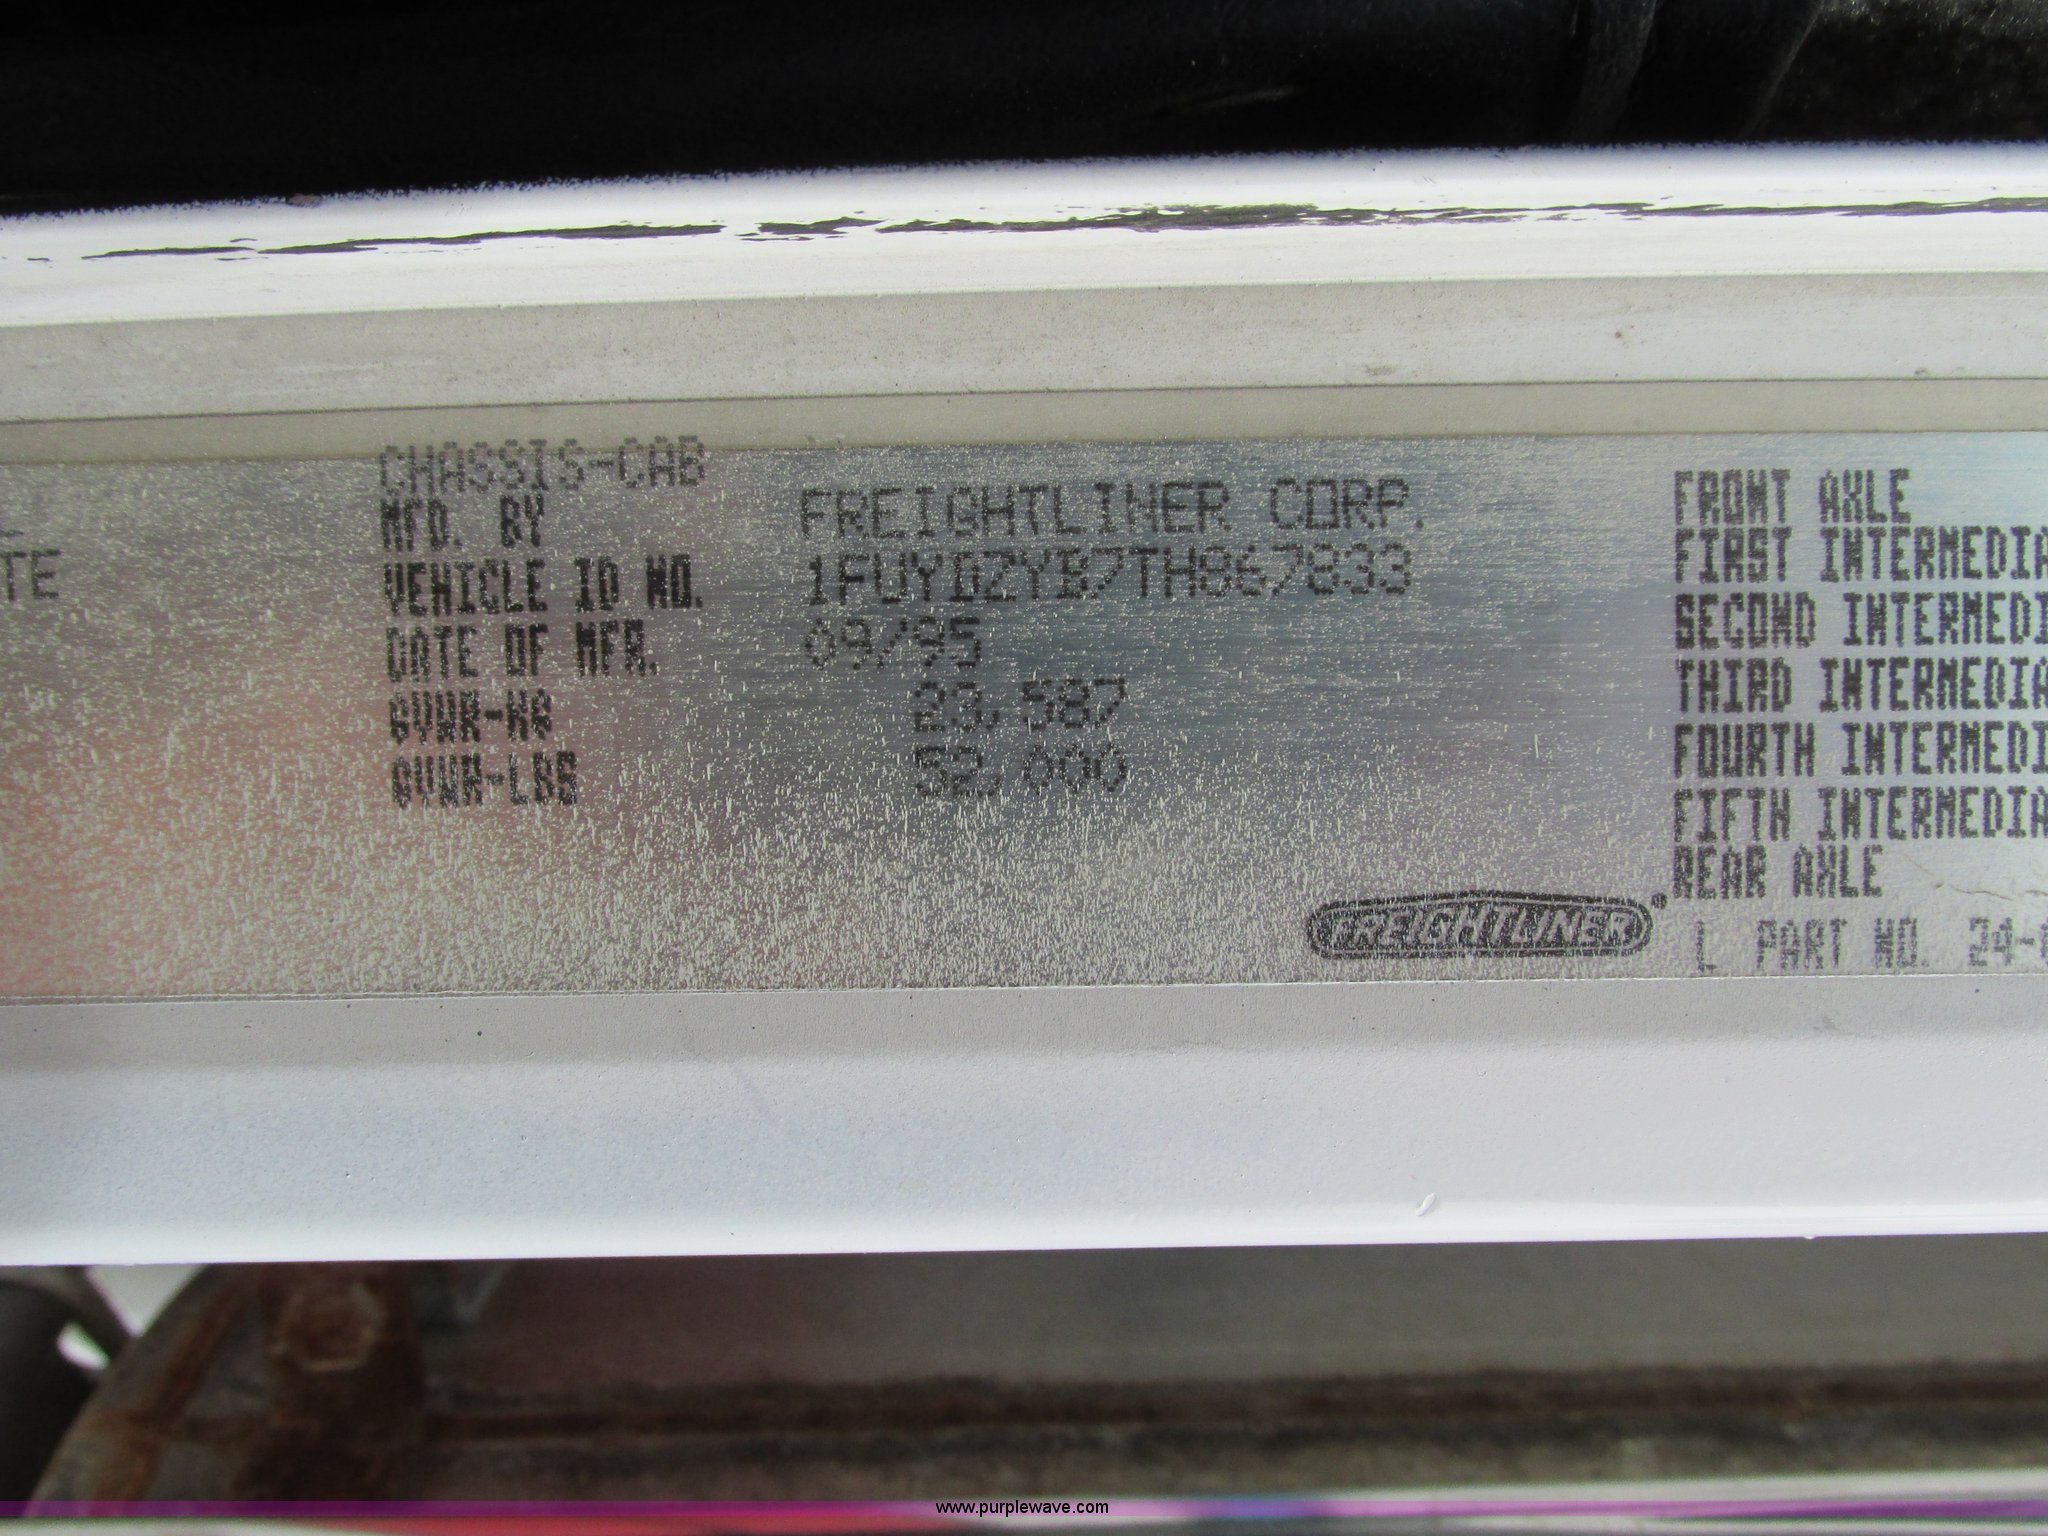 TE
CHASSIS-CAB
MFD. BY FREIGHTLINER CORP.
VEHICLE ID NO. 1FUYDZYB7TH867833
DATE OF MFR. 09/95
GVWR-KG 23,587
GVWR-LBS 52,000
FREIGHTLINER
FRONT AXLE
FIRST INTERMEDIA
SECOND INTERMEDI
THIRD INTERMEDIA
FOURTH INTERMEDI
FIFTH INTERMEDIA
REAR AXLE
L PART NO. 24-
www.purplewave.com